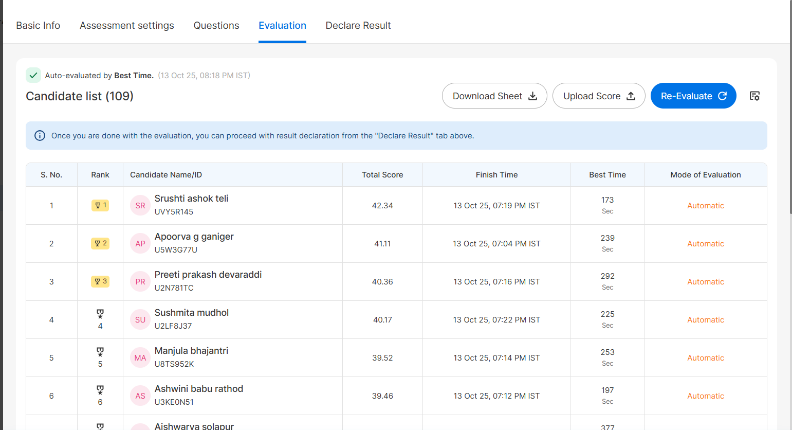 Basic Info Assessment settings Questions Evaluation Declare Result
Auto-evaluated by Best Time. (13 Oct 25, 08:18 PM IST)
Candidate list (109)
Download Sheet Upload Score Re-Evaluate
Once you are done with the evaluation, you can proceed with result declaration from the "Declare Result" tab above.
S. No. Rank Candidate Name/ID Total Score Finish Time Best Time Mode of Evaluation
1 1 SR Srushti ashok teli 42.34 13 Oct 25, 07:19 PM IST 173 Automatic
UVY5R145 Sec
2 2 AP Apoorva g ganiger 41.11 13 Oct 25, 07:04 PM IST 239 Automatic
U5W3G77U Sec
3 3 PR Preeti prakash devaraddi 40.36 13 Oct 25, 07:16 PM IST 292 Automatic
U2N781TC Sec
4 4 SU Sushmita mudhol 40.17 13 Oct 25, 07:22 PM IST 225 Automatic
U2LF8J37 Sec
5 5 MA Manjula bhajantri 39.52 13 Oct 25, 07:14 PM IST 253 Automatic
U8TS952K Sec
6 6 AS Ashwini babu rathod 39.46 13 Oct 25, 07:12 PM IST 197 Automatic
U3KE0N51 Sec
Aishwarya solapur 377